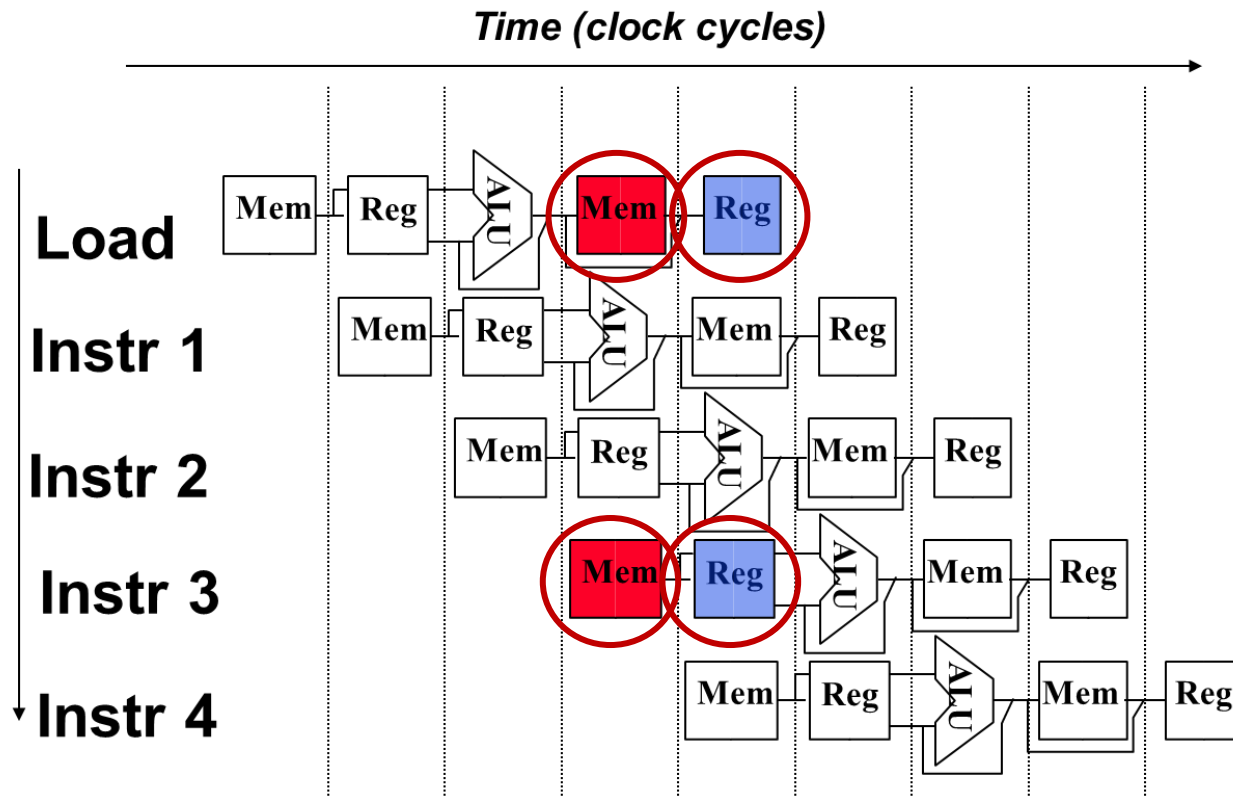 Time (clock cycles)
Load
Mem Reg ALU Mem Reg
Instr 1
Mem Reg ALU Mem Reg
Instr 2
Mem Reg ALU Mem Reg
Instr 3
Mem Reg ALU Mem Reg
Instr 4
Mem Reg ALU Mem Reg